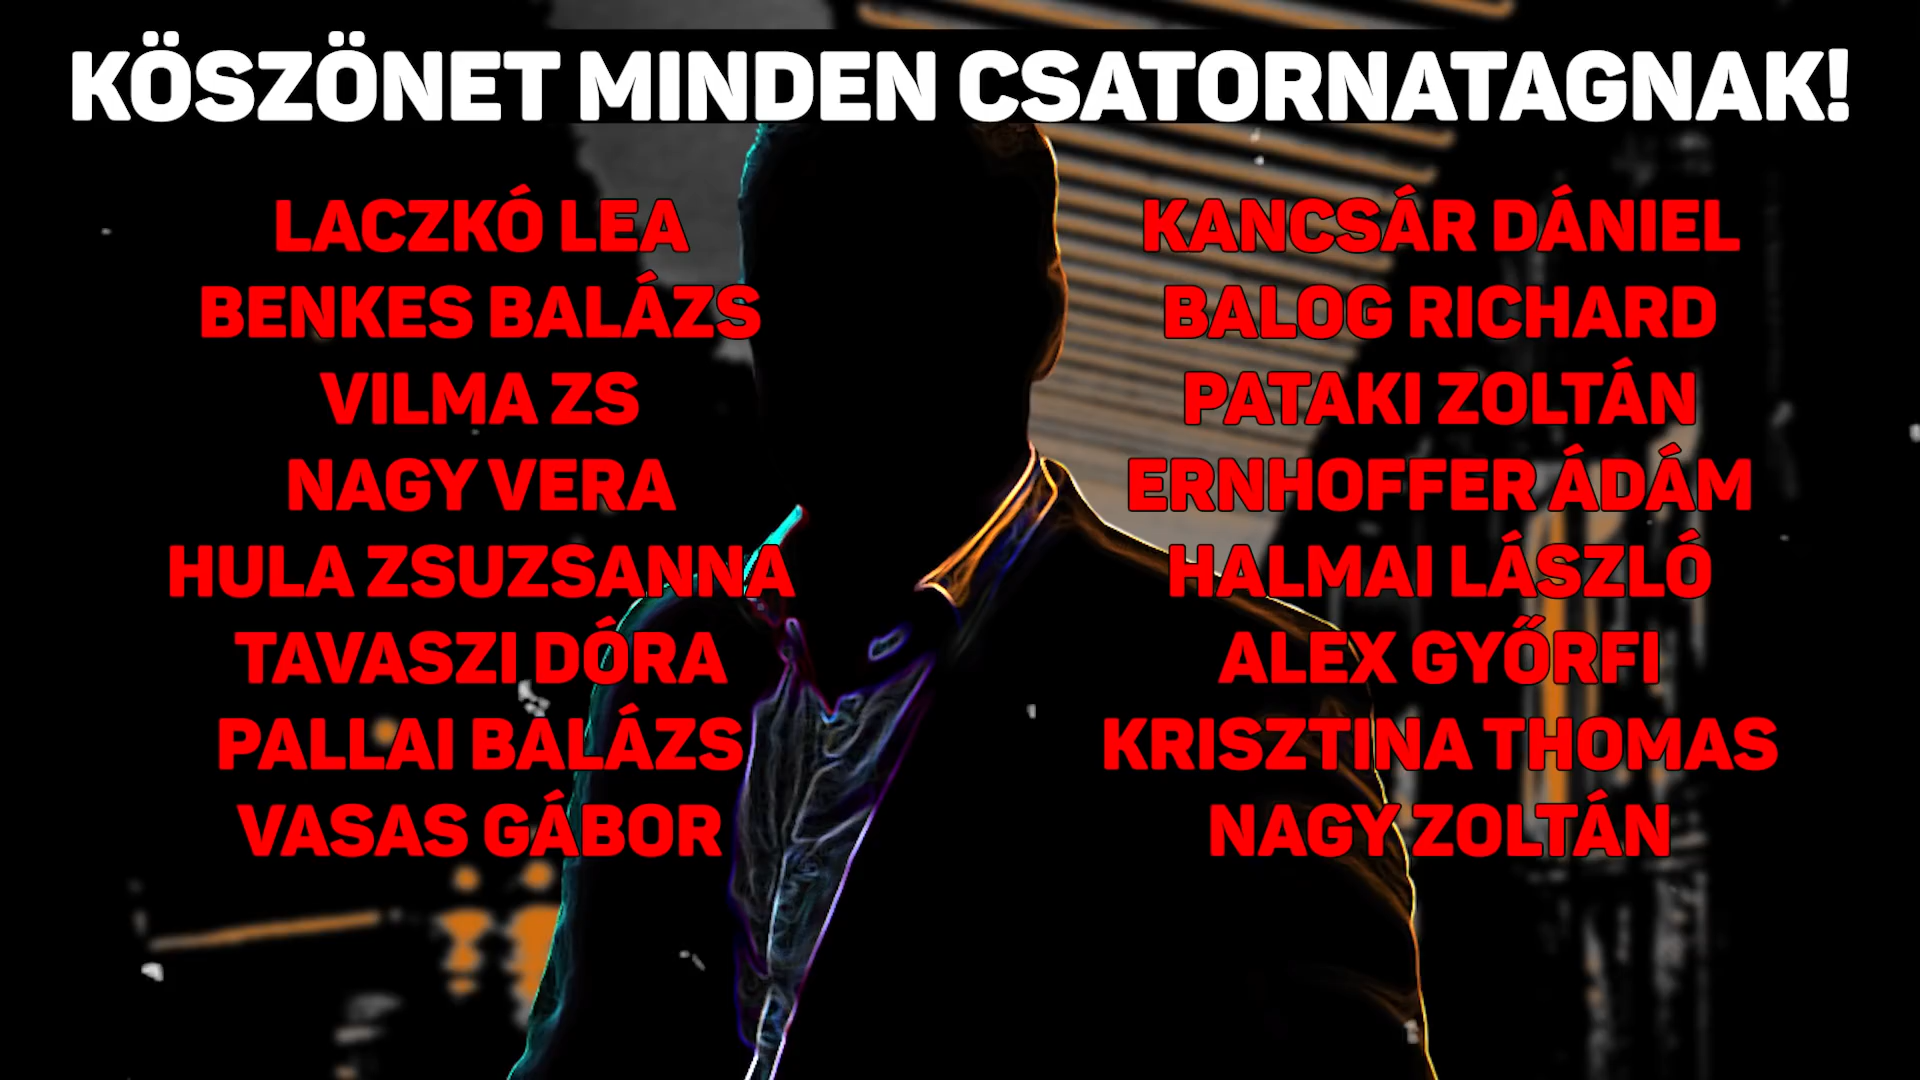 KÖSZÖNET MINDEN CSATORNATAGNAK!
LACZKÓ LEA
BENKES BALÁZS
VILMA ZS
NAGY VERA
HULA ZSUZSANNA
TAVASZI DÓRA
PALLAI BALÁZS
VASAS GÁBOR
KANCSÁR DÁNIEL
BALOG RICHARD
PATAKI ZOLTÁN
ERNHOFFER ÁDÁM
HALMAI LÁSZLÓ
ALEX GYŐRFI
KRISZTINA THOMAS
NAGY ZOLTÁN